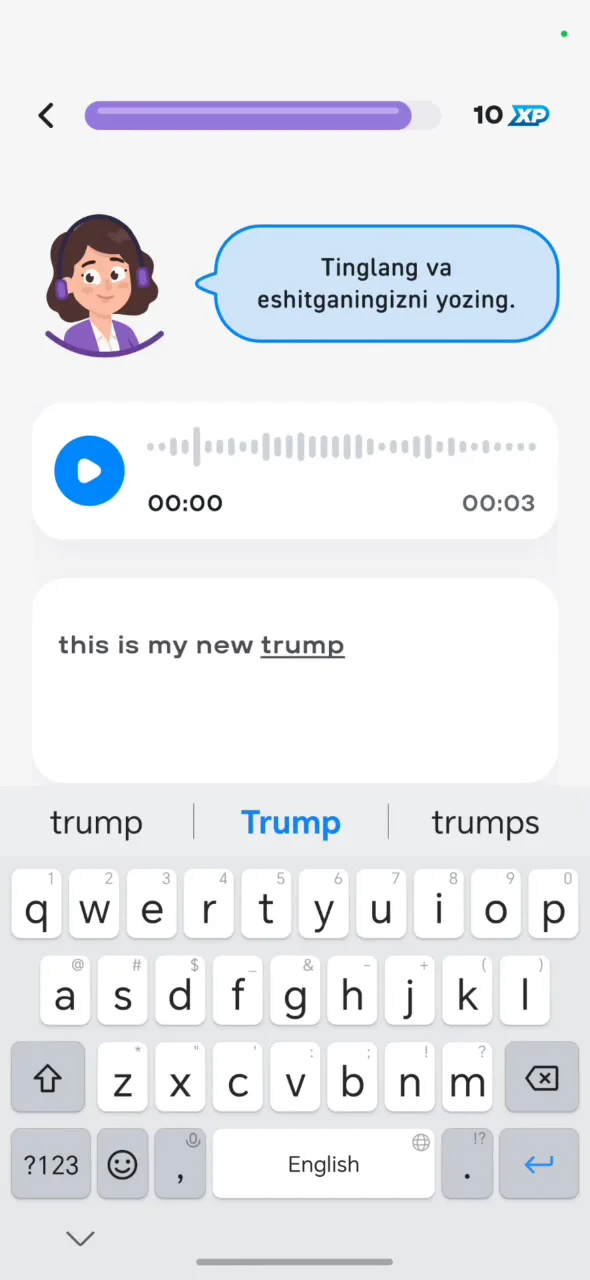 10 XP
Tinglang va
eshitganingizni yozing.
00:00 00:03
this is my new trump
trump Trump trumps
1 2 3 4 5 6 7 8 9 0
q w e r t y u i o p
@ # $ _ & - + ( )
a s d f g h j k l
* " ' : ; ! ?
z x c v b n m
!?
?123 , English .